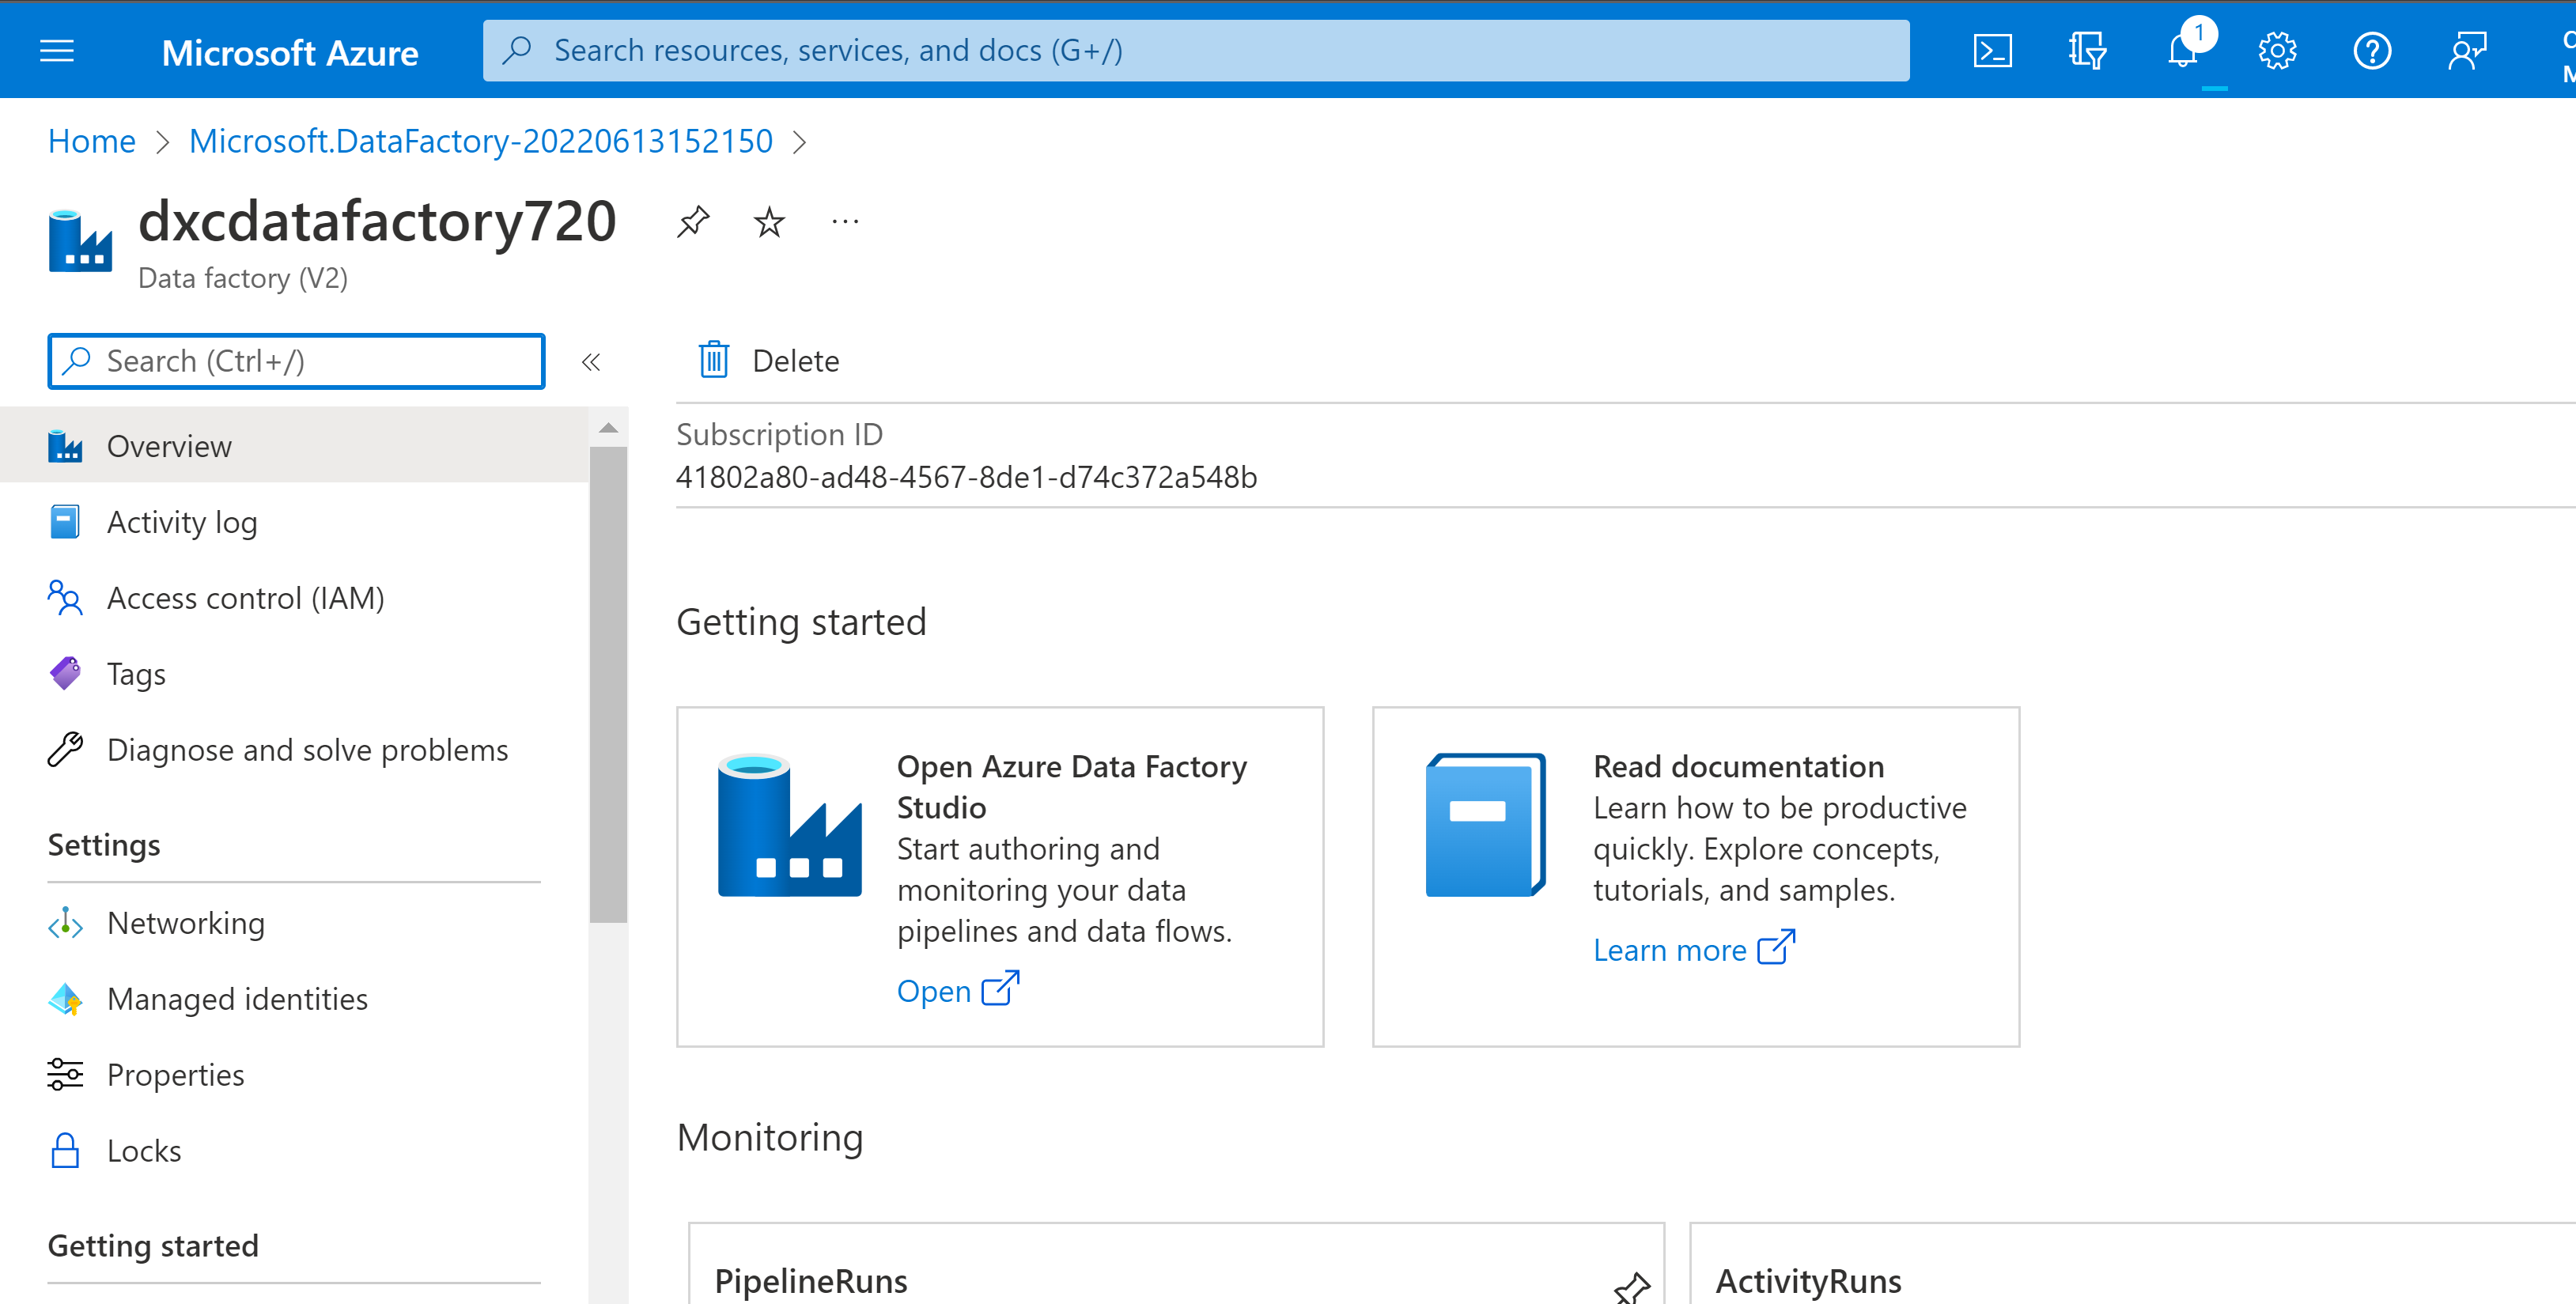 Microsoft Azure
Search resources, services, and docs (G+/)
1
Home
Microsoft.DataFactory-20220613152150
dxcdatafactory720
Data factory (V2)
Search (Ctrl+/)
Delete
Subscription ID
41802a80-ad48-4567-8de1-d74c372a548b
Overview
Activity log
Access control (IAM)
Tags
Diagnose and solve problems
Settings
Networking
Managed identities
Properties
Locks
Getting started
Getting started
Open Azure Data Factory
Studio
Start authoring and
monitoring your data
pipelines and data flows.
Open
Read documentation
Learn how to be productive
quickly. Explore concepts,
tutorials, and samples.
Learn more
Monitoring
PipelineRuns
ActivityRuns